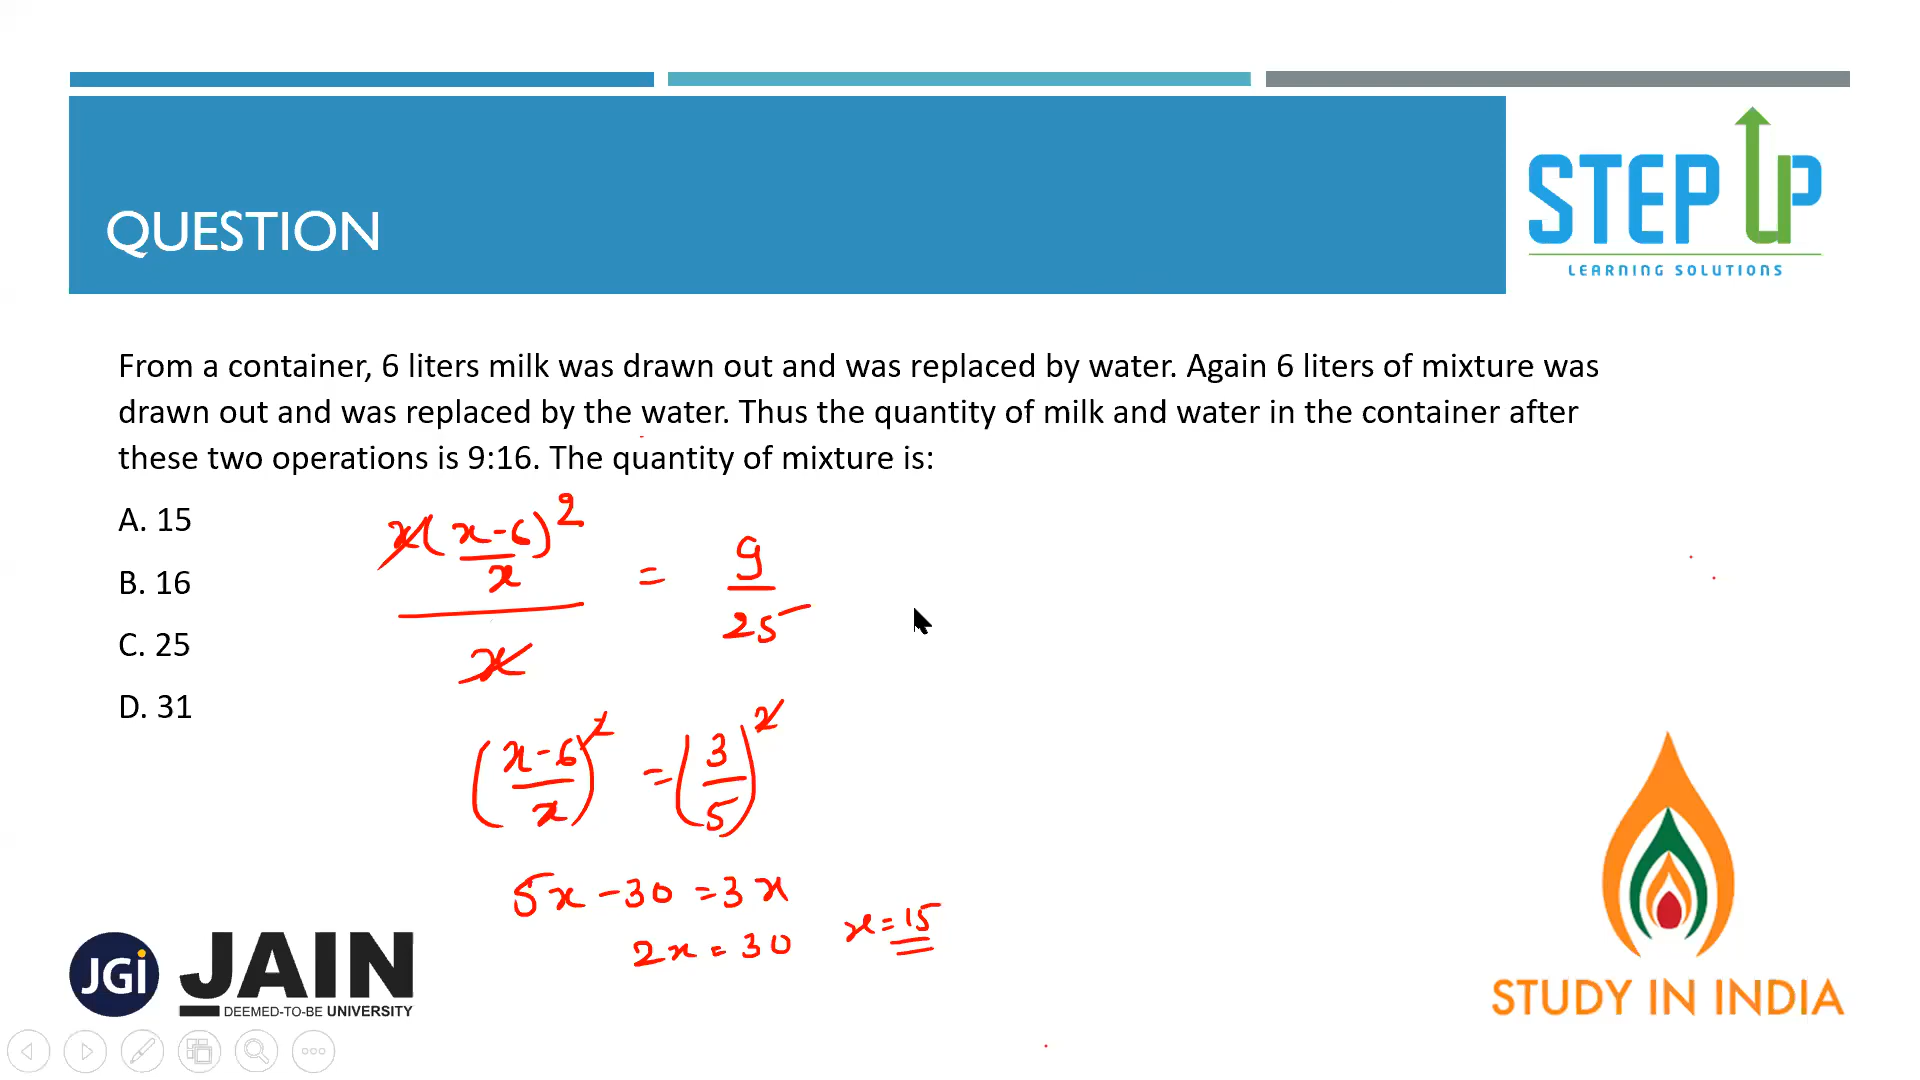 STEP UP
LEARNING SOLUTIONS
QUESTION
From a container, 6 liters milk was drawn out and was replaced by water. Again 6 liters of mixture was
drawn out and was replaced by the water. Thus the quantity of milk and water in the container after
these two operations is 9:16. The quantity of mixture is:
A. 15
B. 16
C. 25
D. 31
x((x-6)/x)^2 / x = 9/25
((x-6)/x)^2 = (3/5)^2
5x - 30 = 3x
2x = 30
x = 15
JGi JAIN
DEEMED-TO-BE UNIVERSITY
STUDY IN INDIA